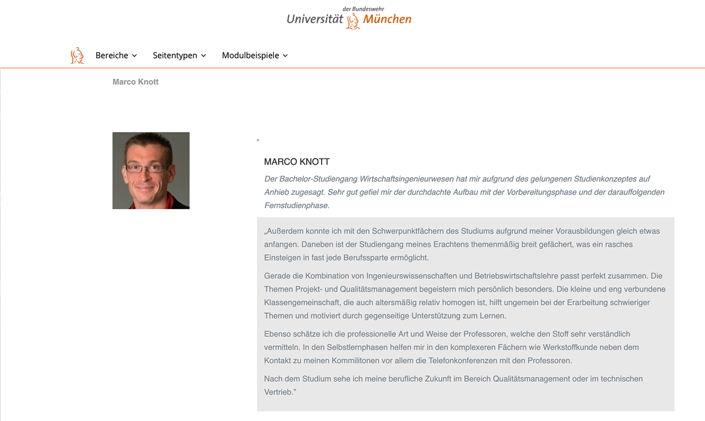 der Bundeswehr
Universität München
Bereiche
Seitentypen
Modulbeispiele
Marco Knott
MARCO KNOTT
Der Bachelor-Studiengang Wirtschaftsingenieurwesen hat mir aufgrund des gelungenen Studienkonzeptes auf
Anhieb zugesagt. Sehr gut gefiel mir der durchdachte Aufbau mit der Vorbereitungsphase und der darauffolgenden
Fernstudienphase.
„Außerdem konnte ich mit den Schwerpunktfächern des Studiums aufgrund meiner Vorausbildungen gleich etwas
anfangen. Daneben ist der Studiengang meines Erachtens themenmäßig breit gefächert, was ein rasches
Einsteigen in fast jede Berufssparte ermöglicht.
Gerade die Kombination von Ingenieurswissenschaften und Betriebswirtschaftslehre passt perfekt zusammen. Die
Themen Projekt- und Qualitätsmanagement begeistern mich persönlich besonders. Die kleine und eng verbundene
Klassengemeinschaft, die auch altersmäßig relativ homogen ist, hilft ungemein bei der Erarbeitung schwieriger
Themen und motiviert durch gegenseitige Unterstützung zum Lernen.
Ebenso schätze ich die professionelle Art und Weise der Professoren, welche den Stoff sehr verständlich
vermitteln. In den Selbstlernphasen helfen mir in den komplexeren Fächern wie Werkstoffkunde neben dem
Kontakt zu meinen Kommilitonen vor allem die Telefonkonferenzen mit den Professoren.
Nach dem Studium sehe ich meine berufliche Zukunft im Bereich Qualitätsmanagement oder im technischen
Vertrieb."